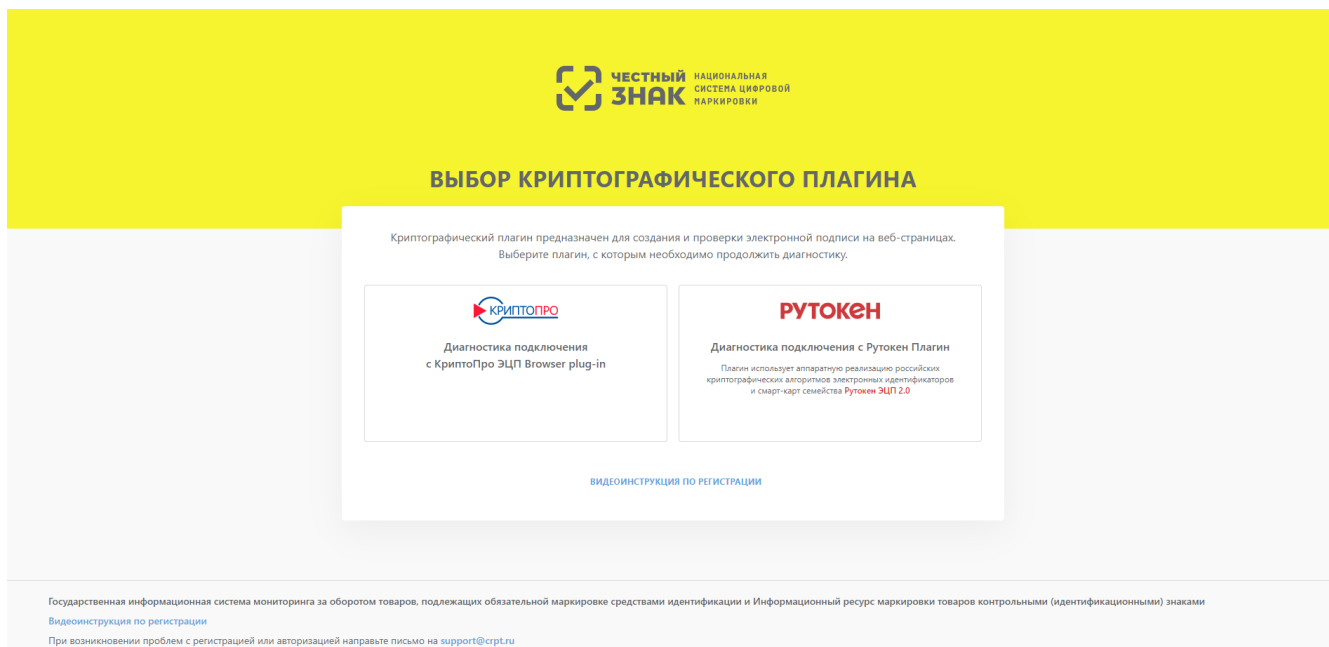 ЧЕСТНЫЙ
ЗНАК
НАЦИОНАЛЬНАЯ
СИСТЕМА ЦИФРОВОЙ
МАРКИРОВКИ
ВЫБОР КРИПТОГРАФИЧЕСКОГО ПЛАГИНА
Криптографический плагин предназначен для создания и проверки электронной подписи на веб-страницах.
Выберите плагин, с которым необходимо продолжить диагностику.
КРИПТОПРО
Диагностика подключения
с КриптоПро ЭЦП Browser plug-in
РУТОКЕН
Диагностика подключения с Рутокен Плагин
Плагин использует аппаратную реализацию российских
криптографических алгоритмов электронных идентификаторов
и смарт-карт семейства Рутокен ЭЦП 2.0
ВИДЕОИНСТРУКЦИЯ ПО РЕГИСТРАЦИИ
Государственная информационная система мониторинга за оборотом товаров, подлежащих обязательной маркировке средствами идентификации и Информационный ресурс маркировки товаров контрольными (идентификационными) знаками
Видеоинструкция по регистрации
При возникновении проблем с регистрацией или авторизацией направьте письмо на support@crpt.ru